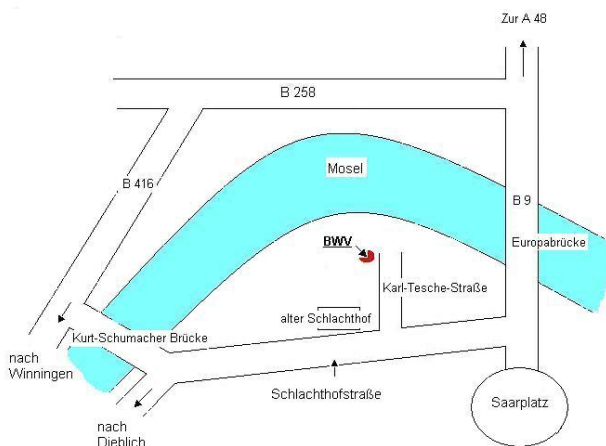 Zur A 48
B 258
Mosel
B 416
B 9
BWV
Europabrücke
Karl-Tesche-Straße
alter Schlachthof
Kurt-Schumacher Brücke
nach
Winningen
Schlachthofstraße
Saarplatz
nach
Dieblich